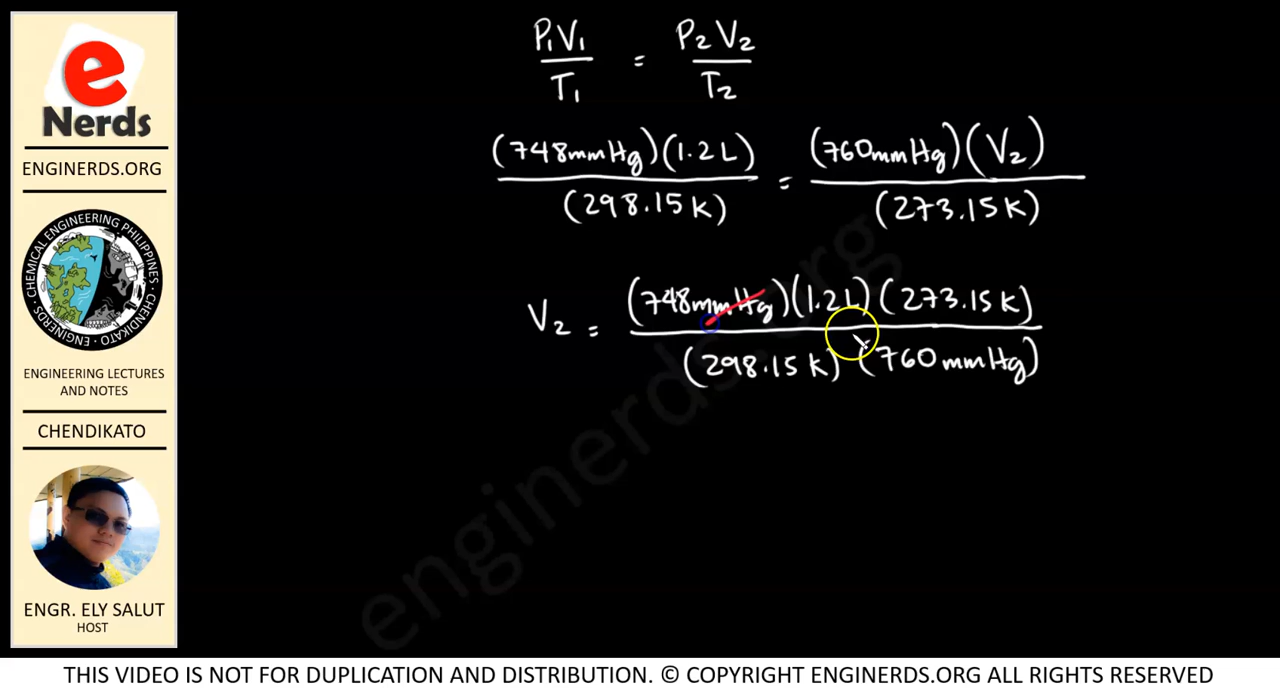 e
Nerds
ENGINERDS.ORG
CHEMICAL ENGINEERING PHILIPPINES
CHENDIKATO
ENGINEERING LECTURES
AND NOTES
CHENDIKATO
ENGR. ELY SALUT
HOST
P₁V₁ / T₁ = P₂V₂ / T₂
(748mmHg)(1.2L) / (298.15K) = (760mmHg)(V₂) / (273.15K)
V₂ = (748mmHg)(1.2L)(273.15K) / (298.15K)(760mmHg)
enginerds.org
THIS VIDEO IS NOT FOR DUPLICATION AND DISTRIBUTION. © COPYRIGHT ENGINERDS.ORG ALL RIGHTS RESERVED